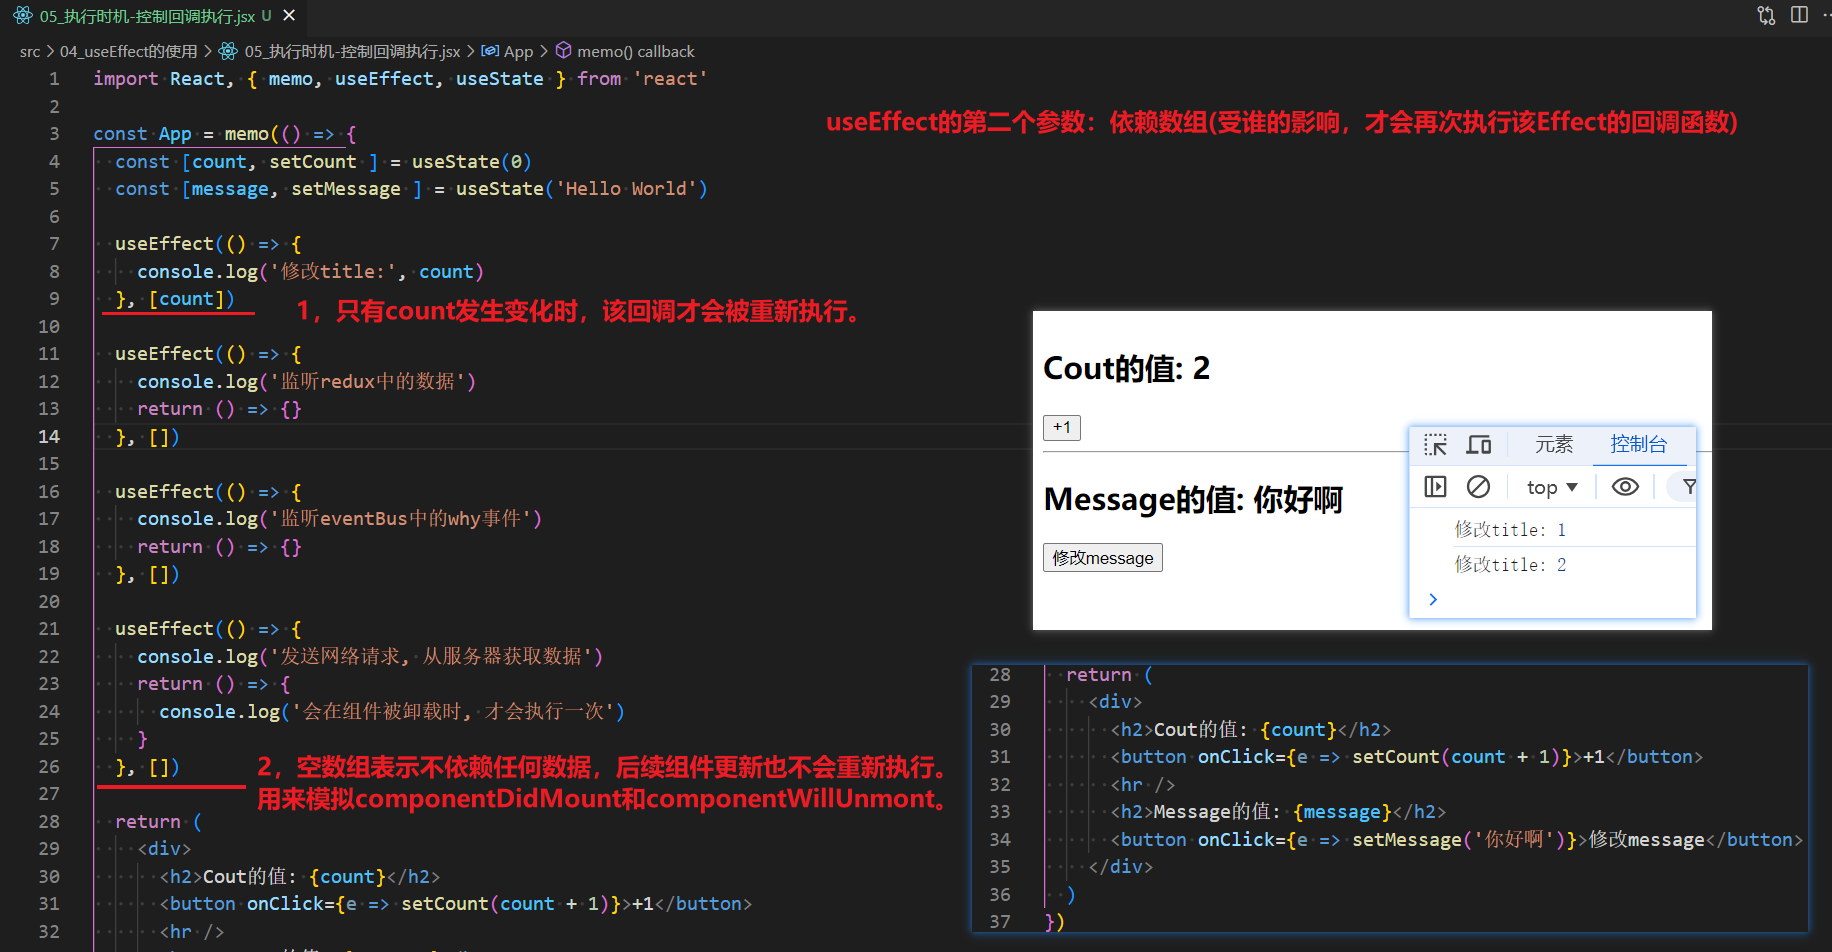 05_执行时机-控制回调执行.jsx U
src > 04_useEffect的使用 > 05_执行时机-控制回调执行.jsx > App > memo() callback
1 import React, { memo, useEffect, useState } from 'react'
2
3 const App = memo(() => {
useEffect的第二个参数：依赖数组(受谁的影响，才会再次执行该Effect的回调函数)
4 const [count, setCount ] = useState(0)
5 const [message, setMessage ] = useState('Hello World')
6
7 useEffect(() => {
8 console.log('修改title:', count)
9 }, [count])
1，只有count发生变化时，该回调才会被重新执行。
10
11 useEffect(() => {
12 console.log('监听redux中的数据')
13 return () => {}
14 }, [])
15
16 useEffect(() => {
17 console.log('监听eventBus中的why事件')
18 return () => {}
19 }, [])
20
21 useEffect(() => {
22 console.log('发送网络请求, 从服务器获取数据')
23 return () => {
24 console.log('会在组件被卸载时, 才会执行一次')
25 }
26 }, [])
2，空数组表示不依赖任何数据，后续组件更新也不会重新执行。
用来模拟componentDidMount和componentWillUnmont。
27
28 return (
29 <div>
30 <h2>Cout的值: {count}</h2>
31 <button onClick={e => setCount(count + 1)}>+1</button>
32 <hr />
Cout的值: 2
+1
Message的值: 你好啊
修改message
元素 控制台
top
修改title: 1
修改title: 2
28 return (
29 <div>
30 <h2>Cout的值: {count}</h2>
31 <button onClick={e => setCount(count + 1)}>+1</button>
32 <hr />
33 <h2>Message的值: {message}</h2>
34 <button onClick={e => setMessage('你好啊')}>修改message</button>
35 </div>
36 )
37 })